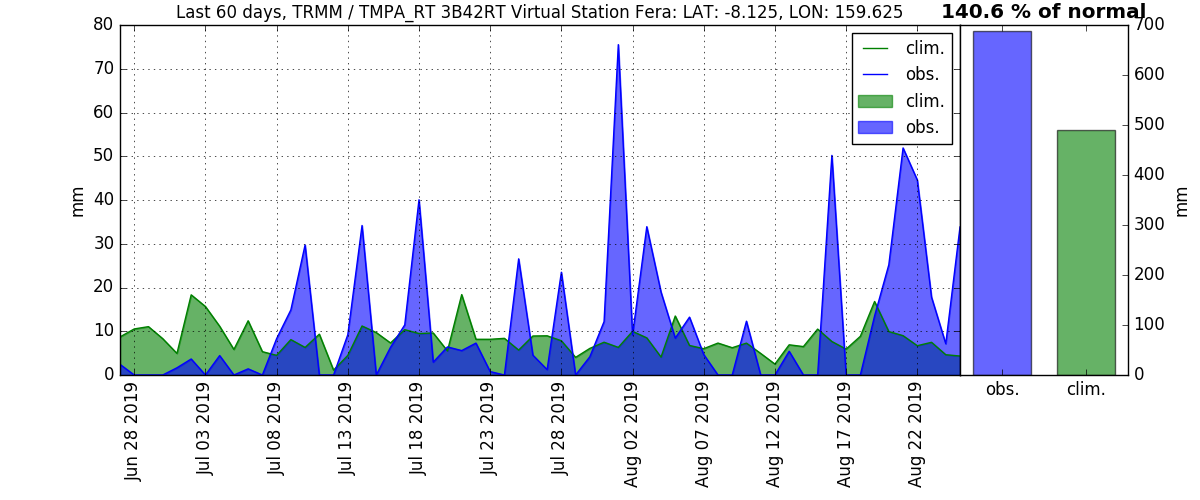 Last 60 days, TRMM / TMPA_RT 3B42RT Virtual Station Fera: LAT: -8.125, LON: 159.625
140.6 % of normal
80
70
60
50
40
30
20
10
0
mm
clim.
obs.
clim.
obs.
700
600
500
400
300
200
100
0
mm
obs.
clim.
Jun 28 2019
Jul 03 2019
Jul 08 2019
Jul 13 2019
Jul 18 2019
Jul 23 2019
Jul 28 2019
Aug 02 2019
Aug 07 2019
Aug 12 2019
Aug 17 2019
Aug 22 2019